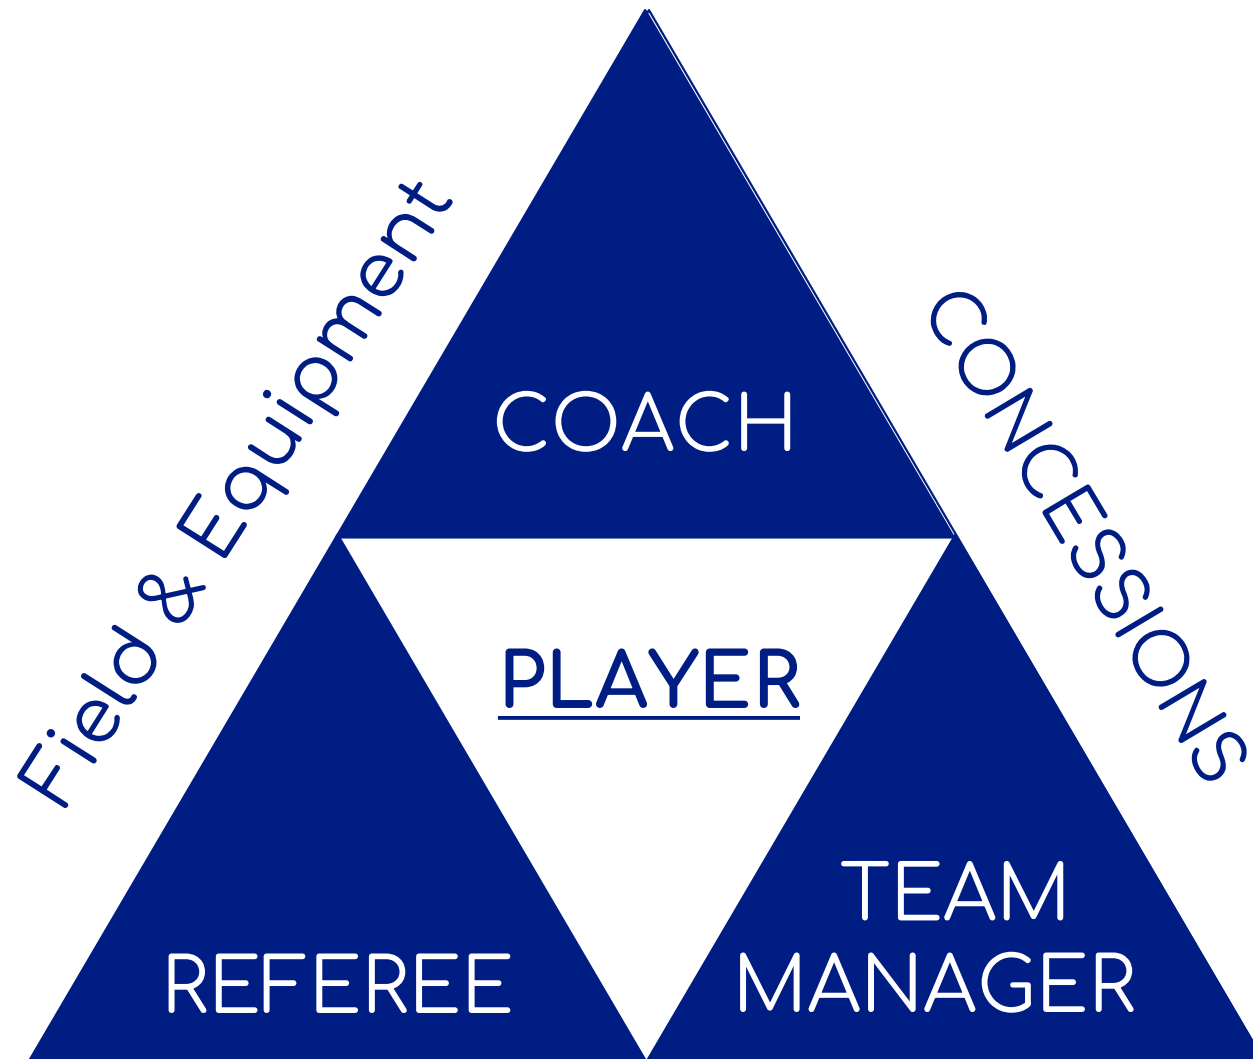 Field & Equipment
CONCESSIONS
COACH
PLAYER
REFEREE
TEAM
MANAGER